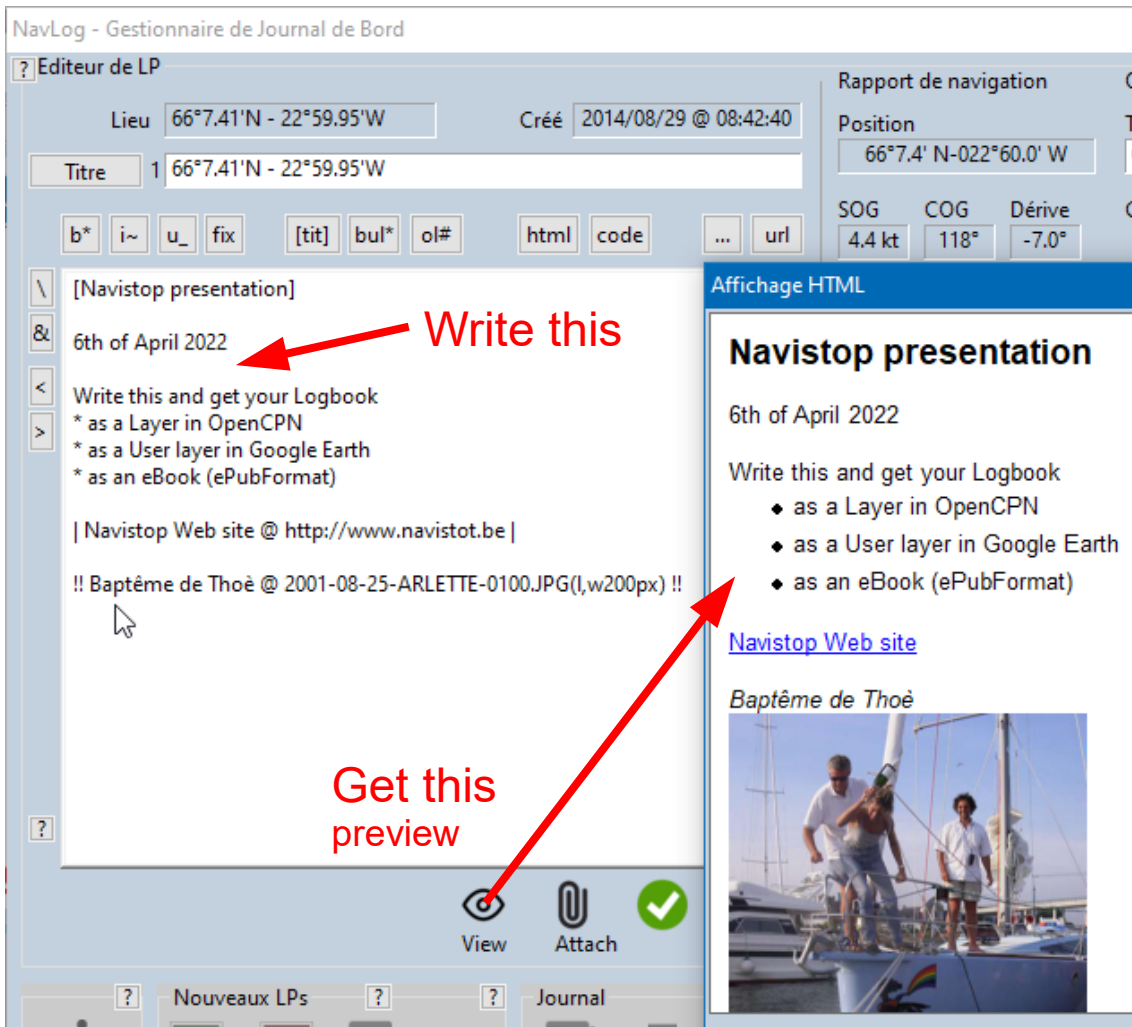 NavLog - Gestionnaire de Journal de Bord
? Editeur de LP
Lieu 66°7.41'N - 22°59.95'W Créé 2014/08/29 @ 08:42:40
Titre 1 66°7.41'N - 22°59.95'W
b* i~ u_ fix [tit] bul* ol# html code ... url
Rapport de navigation
Position
66°7.4' N-022°60.0' W
SOG COG Dérive
4.4 kt 118° -7.0°
\
&
<
>
?
[Navistop presentation]
6th of April 2022
Write this and get your Logbook
* as a Layer in OpenCPN
* as a User layer in Google Earth
* as an eBook (ePubFormat)
| Navistop Web site @ http://www.navistot.be |
!! Baptême de Thoè @ 2001-08-25-ARLETTE-0100.JPG(l,w200px) !!
Write this
Get this
preview
Affichage HTML
Navistop presentation
6th of April 2022
Write this and get your Logbook
as a Layer in OpenCPN
as a User layer in Google Earth
as an eBook (ePubFormat)
Navistop Web site
Baptême de Thoè
View Attach
? Nouveaux LPs ? ? Journal